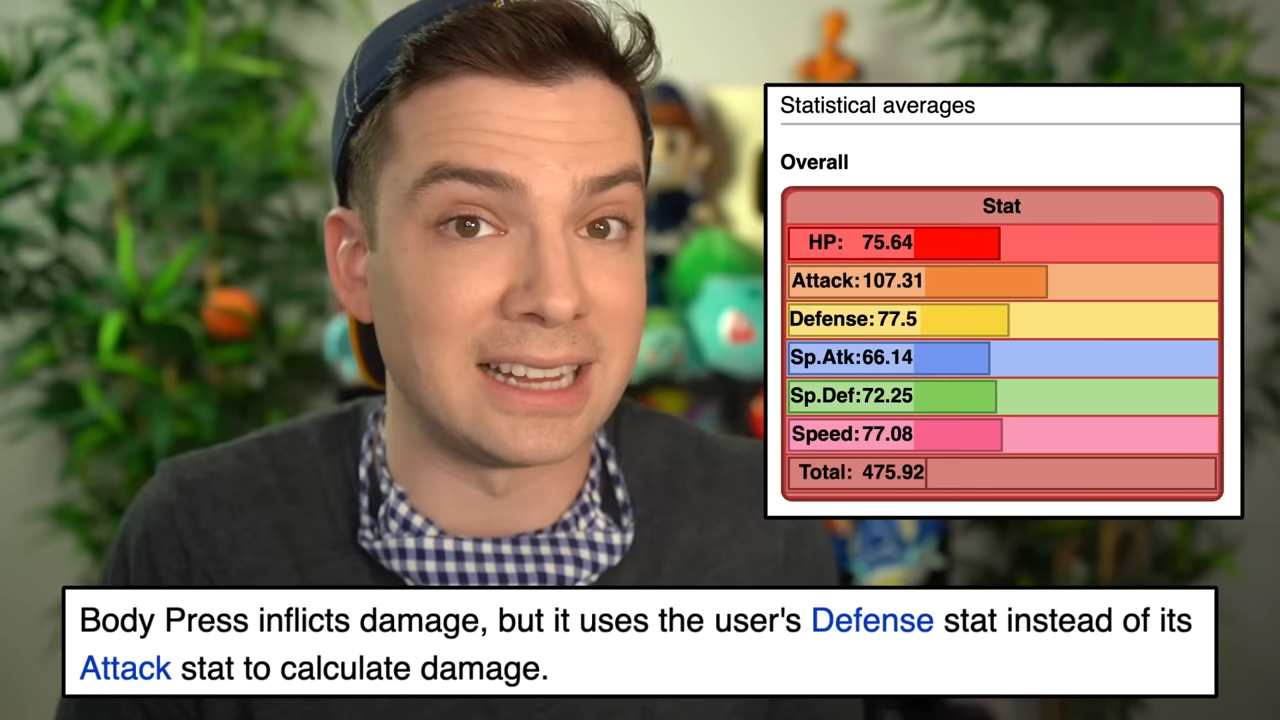 Statistical averages
Overall
Stat
HP: 75.64
Attack: 107.31
Defense: 77.5
Sp.Atk: 66.14
Sp.Def: 72.25
Speed: 77.08
Total: 475.92
Body Press inflicts damage, but it uses the user's Defense stat instead of its
Attack stat to calculate damage.